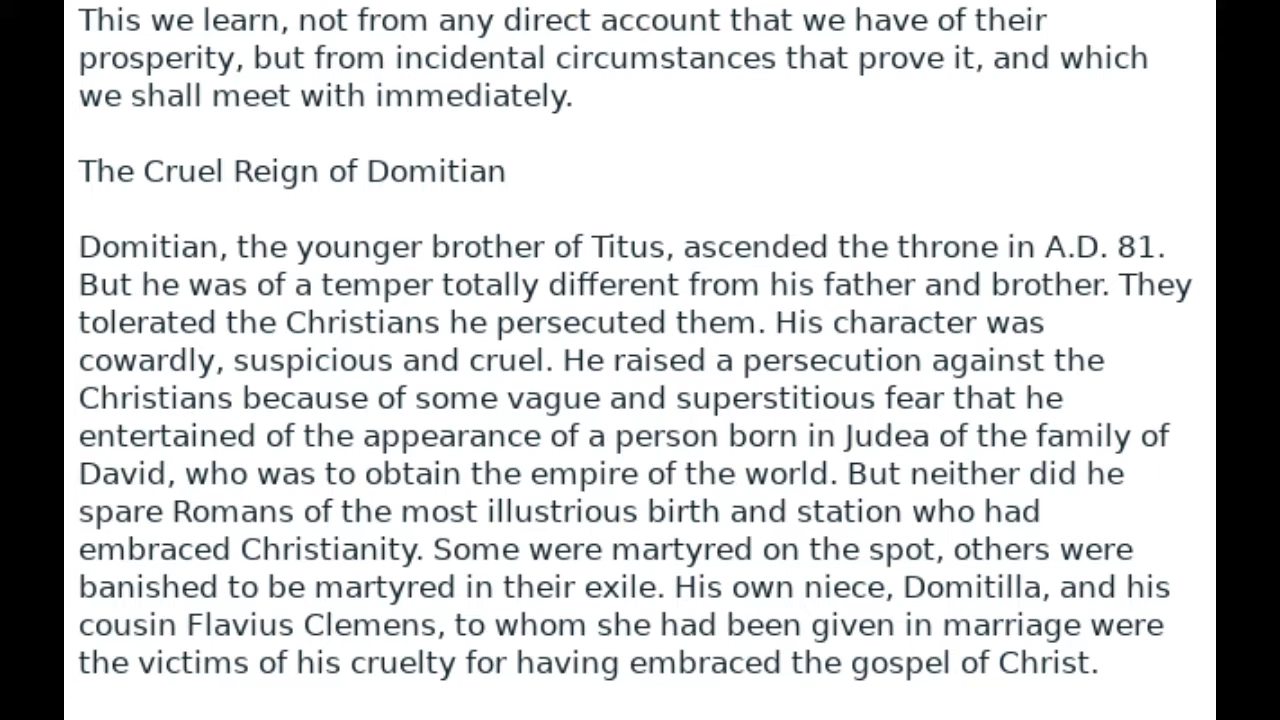 This we learn, not from any direct account that we have of their
prosperity, but from incidental circumstances that prove it, and which
we shall meet with immediately.
The Cruel Reign of Domitian
Domitian, the younger brother of Titus, ascended the throne in A.D. 81.
But he was of a temper totally different from his father and brother. They
tolerated the Christians he persecuted them. His character was
cowardly, suspicious and cruel. He raised a persecution against the
Christians because of some vague and superstitious fear that he
entertained of the appearance of a person born in Judea of the family of
David, who was to obtain the empire of the world. But neither did he
spare Romans of the most illustrious birth and station who had
embraced Christianity. Some were martyred on the spot, others were
banished to be martyred in their exile. His own niece, Domitilla, and his
cousin Flavius Clemens, to whom she had been given in marriage were
the victims of his cruelty for having embraced the gospel of Christ.